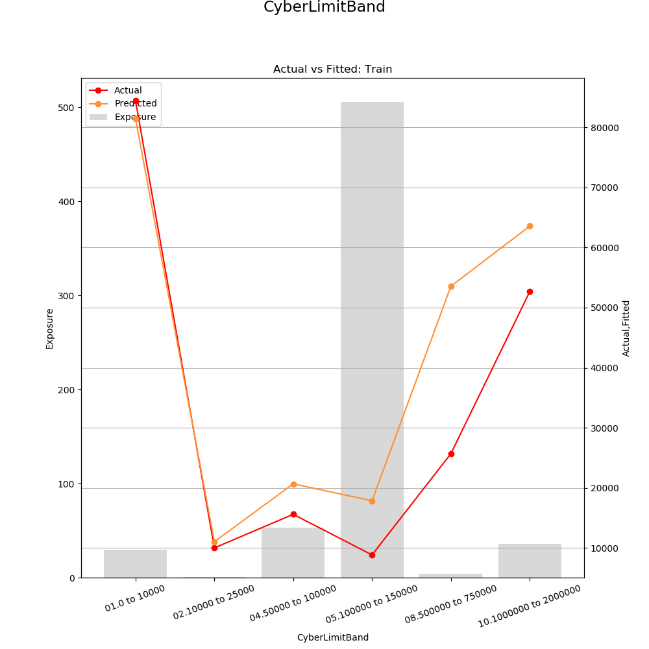 CyberLimitBand
Actual vs Fitted: Train
Actual
Predicted
Exposure
500
400
300
200
100
0
Exposure
80000
70000
60000
50000
40000
30000
20000
10000
Actual,Fitted
01.0 to 10000
02.10000 to 25000
04.50000 to 100000
05.100000 to 150000
08.500000 to 750000
10.1000000 to 2000000
CyberLimitBand